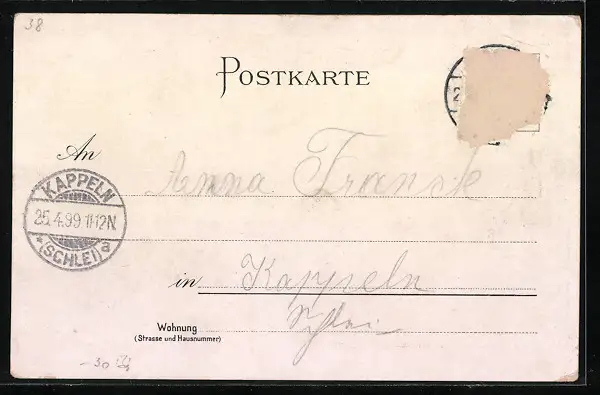 38
POSTKARTE
An Anna Franse
KAPPELN
25.4.99 11-12N.
*(SCHLEI)a
in Kappeln
Schlei
Wohnung
(Strasse und Hausnummer)
-30